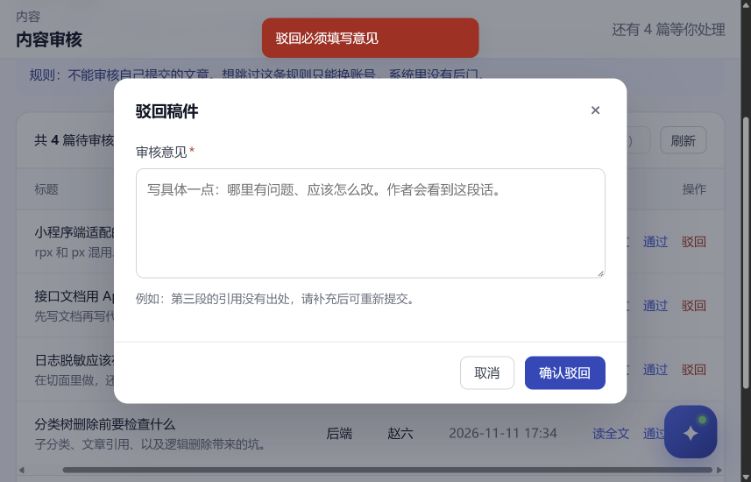 内容
内容审核
驳回必须填写意见
还有 4 篇等你处理
规则：不能审核自己提交的文章。想跳过这条规则只能换账号，系统里没有后门。
驳回稿件
×
共 4 篇待审核
刷新
审核意见*
标题
操作
写具体一点：哪里有问题、应该怎么改。作者会看到这段话。
小程序端适配的
rpx 和 px 混用
通过 驳回
例如：第三段的引用没有出处，请补充后可重新提交。
接口文档用 Ap
先写文档再写代
通过 驳回
日志脱敏应该在
在切面里做，还
通过 驳回
取消
确认驳回
分类树删除前要检查什么
子分类、文章引用、以及逻辑删除带来的坑。
后端 赵六 2026-11-11 17:34 读全文 通过